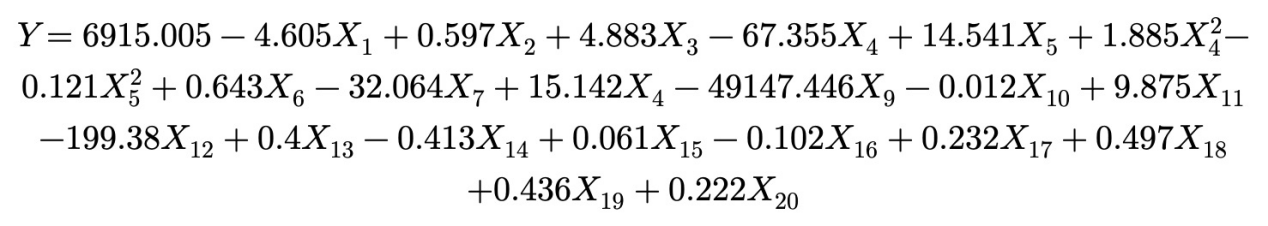 Y = 6915.005 − 4.605X₁ + 0.597X₂ + 4.883X₃ − 67.355X₄ + 14.541X₅ + 1.885X₄²−
0.121X₅² + 0.643X₆ − 32.064X₇ + 15.142X₄ − 49147.446X₉ − 0.012X₁₀ + 9.875X₁₁
−199.38X₁₂ + 0.4X₁₃ − 0.413X₁₄ + 0.061X₁₅ − 0.102X₁₆ + 0.232X₁₇ + 0.497X₁₈
+0.436X₁₉ + 0.222X₂₀